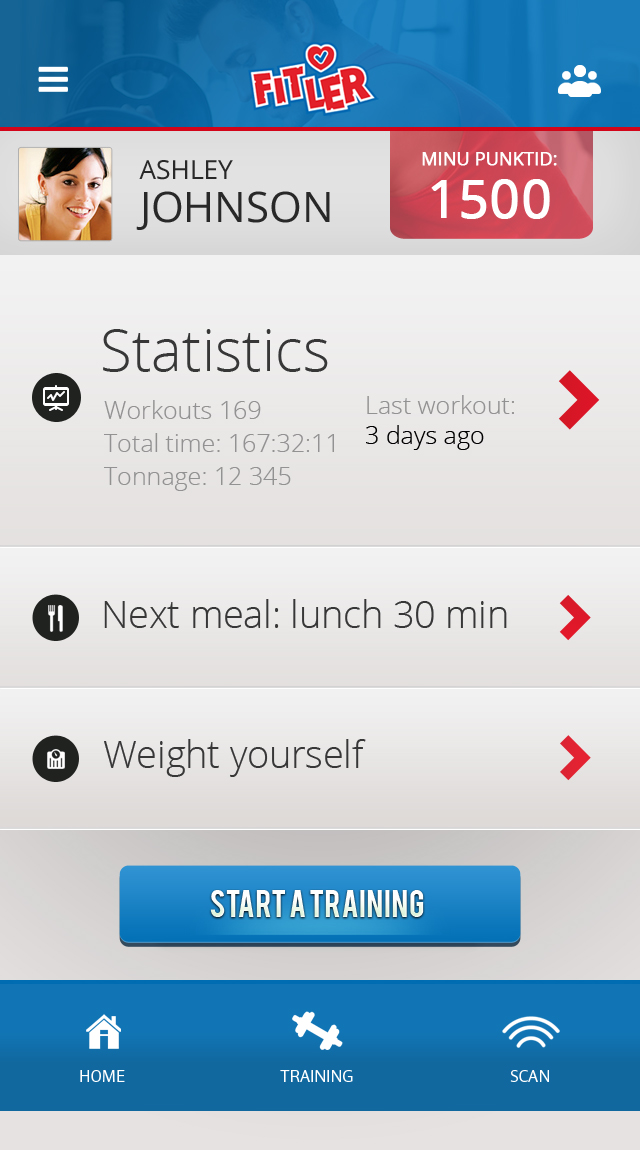 FITLER
ASHLEY
JOHNSON
MINU PUNKTID:
1500
Statistics
Workouts 169
Total time: 167:32:11
Tonnage: 12 345
Last workout:
3 days ago
Next meal: lunch 30 min
Weight yourself
START A TRAINING
HOME
TRAINING
SCAN